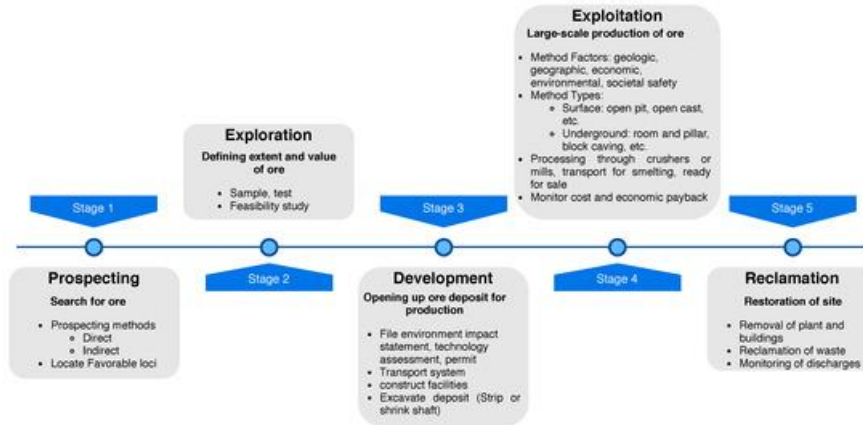 Exploitation
Large-scale production of ore
• Method Factors: geologic,
geographic, economic,
environmental, societal safety
• Method Types:
○ Surface: open pit, open cast,
etc.
○ Underground: room and pillar,
block caving, etc.
• Processing through crushers or
mills, transport for smelting, ready
for sale
• Monitor cost and economic payback
Exploration
Defining extent and value of
ore
• Sample, test
• Feasibility study
Stage 1
Stage 3
Stage 5
Stage 2
Stage 4
Prospecting
Search for ore
• Prospecting methods
○ Direct
○ Indirect
• Locate Favorable loci
Development
Opening up ore deposit for
production
• File environment impact
statement, technology
assessment, permit
• Transport system
• construct facilities
• Excavate deposit (Strip or
shrink shaft)
Reclamation
Restoration of site
• Removal of plant and
buildings
• Reclamation of waste
• Monitoring of discharges